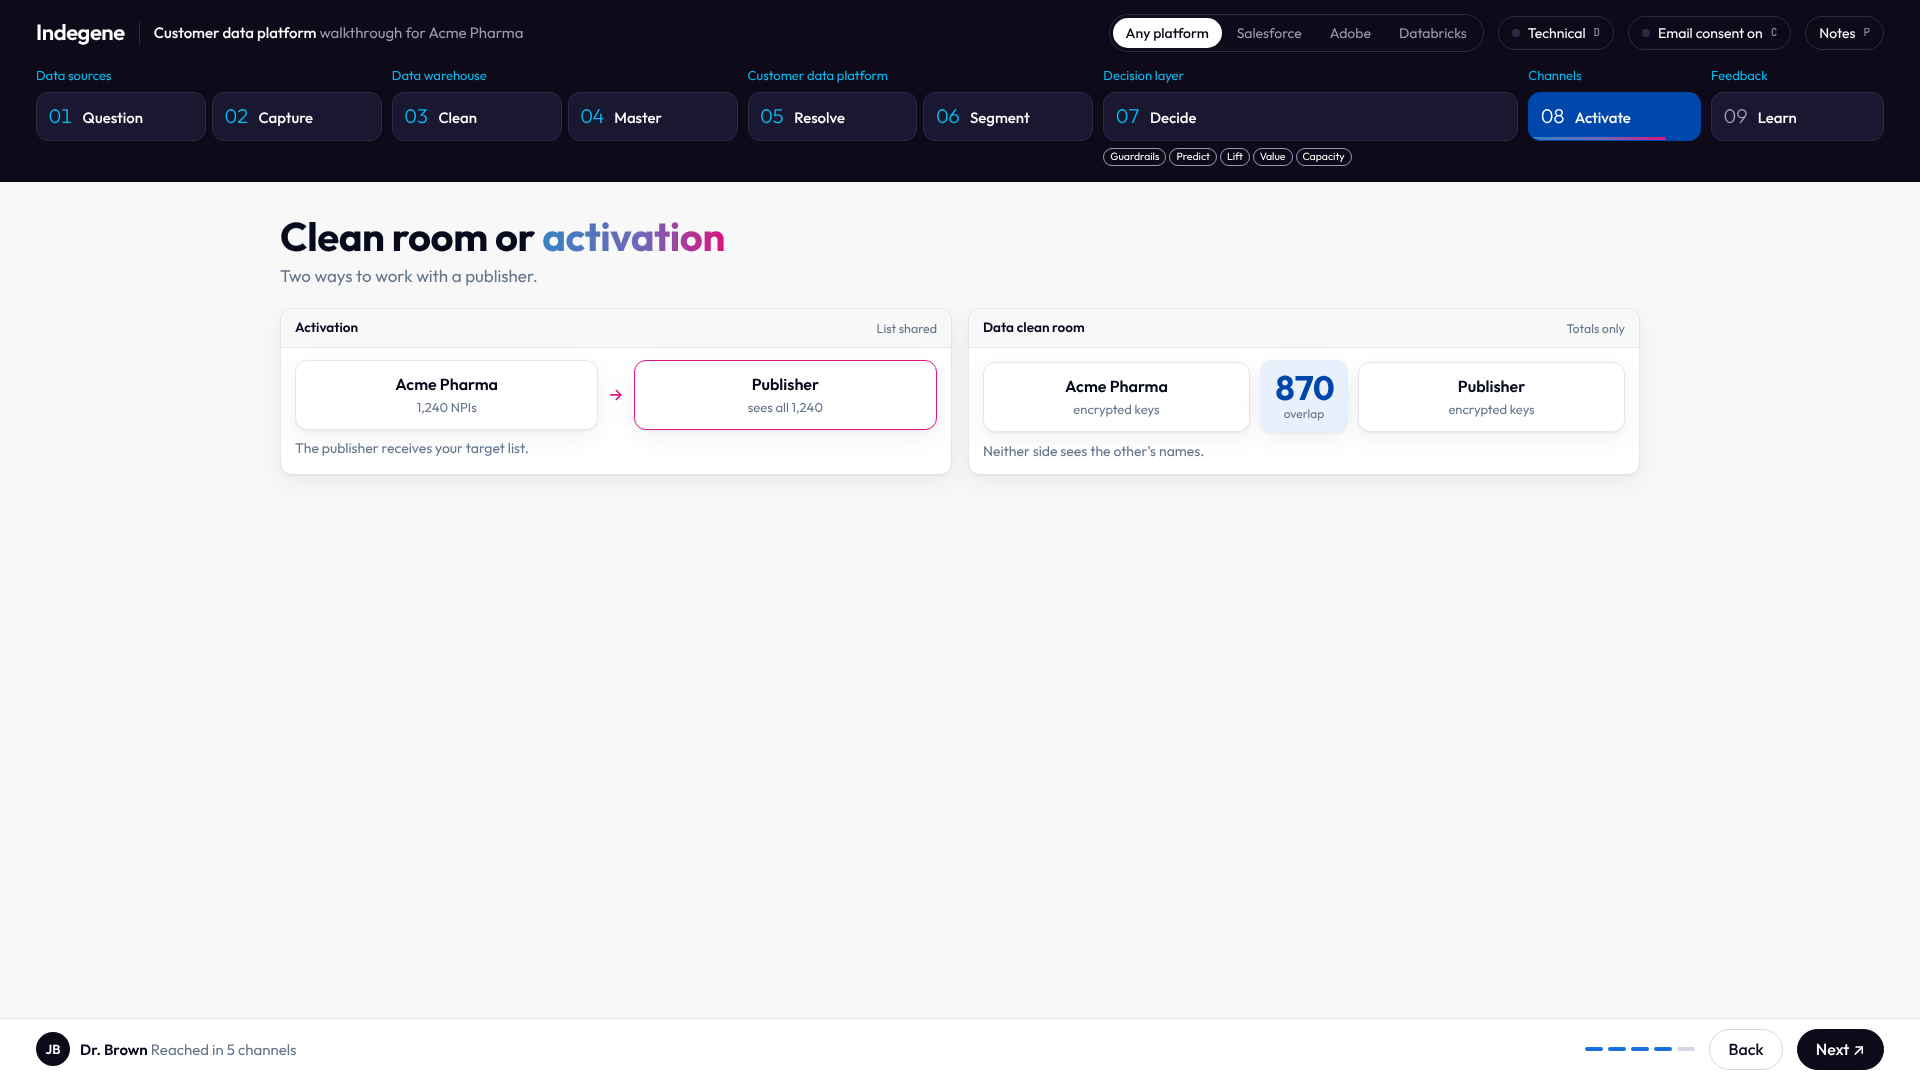 Indegene
Customer data platform walkthrough for Acme Pharma
Any platform
Salesforce
Adobe
Databricks
Technical D
Email consent on C
Notes P
Data sources
Data warehouse
Customer data platform
Decision layer
Channels
Feedback
01 Question
02 Capture
03 Clean
04 Master
05 Resolve
06 Segment
07 Decide
08 Activate
09 Learn
Guardrails
Predict
Lift
Value
Capacity
Clean room or activation
Two ways to work with a publisher.
Activation
List shared
Acme Pharma
1,240 NPIs
→
Publisher
sees all 1,240
The publisher receives your target list.
Data clean room
Totals only
Acme Pharma
encrypted keys
870
overlap
Publisher
encrypted keys
Neither side sees the other's names.
JB
Dr. Brown Reached in 5 channels
Back
Next ↗